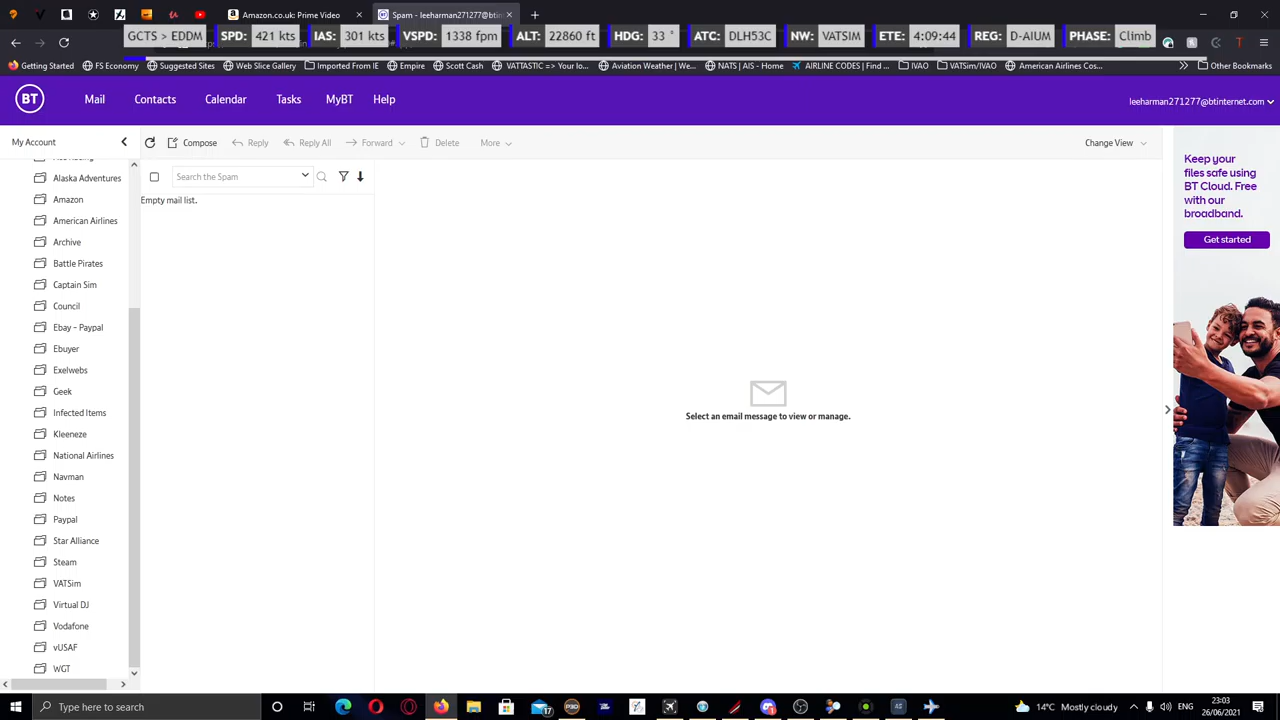 Amazon.co.uk: Prime Video
Spam - leeharman271277@btin
GCTS > EDDM SPD: 421 kts IAS: 301 kts VSPD: 1338 fpm ALT: 22860 ft HDG: 33 ° ATC: DLH53C NW: VATSIM ETE: 4:09:44 REG: D-AIUM PHASE: Climb
Getting Started FS Economy Suggested Sites Web Slice Gallery Imported From IE Empire Scott Cash VATTASTIC => Your lo... Aviation Weather | We... NATS | AIS - Home AIRLINE CODES | Find ... IVAO VATSim/IVAO American Airlines Cos... Other Bookmarks
BT Mail Contacts Calendar Tasks MyBT Help leeharman271277@btinternet.com
My Account Compose Reply Reply All Forward Delete More Change View
Search the Spam
Empty mail list.
Alaska Adventures
Amazon
American Airlines
Archive
Battle Pirates
Captain Sim
Council
Ebay - Paypal
Ebuyer
Exelwebs
Geek
Infected Items
Kleeneze
National Airlines
Navman
Notes
Paypal
Star Alliance
Steam
VATSim
Virtual DJ
Vodafone
vUSAF
WGT
Select an email message to view or manage.
Keep your
files safe using
BT Cloud. Free
with our
broadband.
Get started
Type here to search
17
P3D
1
AS
14°C Mostly cloudy
23:03
26/06/2021